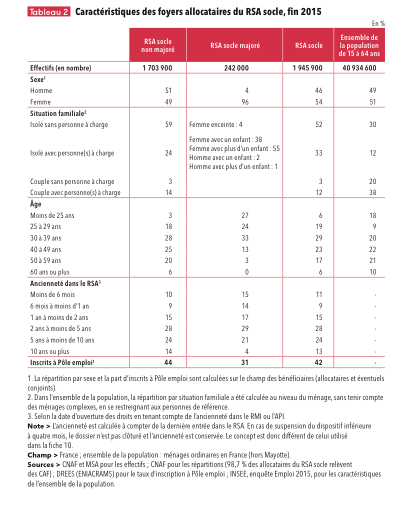 Tableau 2 Caractéristiques des foyers allocataires du RSA socle, fin 2015
En %
RSA socle non majoré RSA socle majoré RSA socle Ensemble de la population de 15 à 64 ans
Effectifs (en nombre) 1 703 900 242 000 1 945 900 40 934 600
Sexe¹
Homme 51 4 46 49
Femme 49 96 54 51
Situation familiale²
Isolé sans personne à charge 59 Femme enceinte : 4 52 30
Isolé avec personne(s) à charge 24 Femme avec un enfant : 38 Femme avec plus d'un enfant : 55 Homme avec un enfant : 2 Homme avec plus d'un enfant : 1 33 12
Couple sans personne à charge 3 3 20
Couple avec personne(s) à charge 14 12 38
Âge
Moins de 25 ans 3 27 6 18
25 à 29 ans 18 24 19 9
30 à 39 ans 28 33 29 20
40 à 49 ans 25 13 23 22
50 à 59 ans 20 3 17 21
60 ans ou plus 6 0 6 10
Ancienneté dans le RSA³
Moins de 6 mois 10 15 11 -
6 mois à moins d'1 an 9 14 9 -
1 an à moins de 2 ans 15 17 15 -
2 ans à moins de 5 ans 28 29 28 -
5 ans à moins de 10 ans 24 21 24 -
10 ans ou plus 14 4 13 -
Inscrits à Pôle emploi¹ 44 31 42 -
1. La répartition par sexe et la part d'inscrits à Pôle emploi sont calculées sur le champ des bénéficiaires (allocataires et éventuels
conjoints).
2. Dans l'ensemble de la population, la répartition par situation familiale a été calculée au niveau du ménage, sans tenir compte
des ménages complexes, en se restreignant aux personnes de référence.
3. Selon la date d'ouverture des droits en tenant compte de l'ancienneté dans le RMI ou l'API.
Note > L'ancienneté est calculée à compter de la dernière entrée dans le RSA. En cas de suspension du dispositif inférieure
à quatre mois, le dossier n'est pas clôturé et l'ancienneté est conservée. Le concept est donc différent de celui utilisé
dans la fiche 10.
Champ > France ; ensemble de la population : ménages ordinaires en France (hors Mayotte).
Sources > CNAF et MSA pour les effectifs ; CNAF pour les répartitions (98,7 % des allocataires du RSA socle relèvent
des CAF) ; DREES (ENIACRAMS) pour le taux d'inscription à Pôle emploi ; INSEE, enquête Emploi 2015, pour les caractéristiques
de l'ensemble de la population.